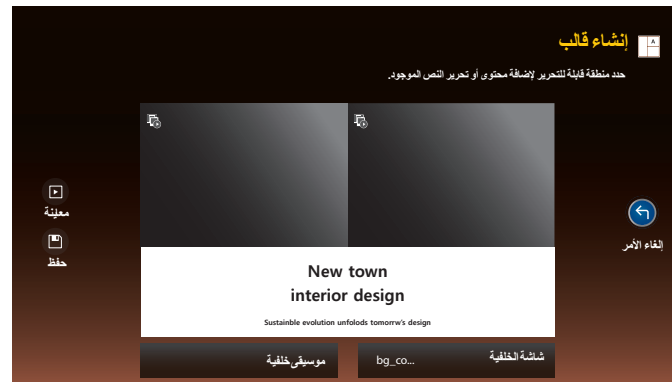 إنشاء قالب
حدد منطقة قابلة للتحرير لإضافة محتوى أو تحرير النص الموجود.
معاينة
حفظ
إلغاء الأمر
New town
interior design
Sustainble evolution unfolods tomorrw's design
شاشة الخلفية bg_co...
موسيقى خلفية